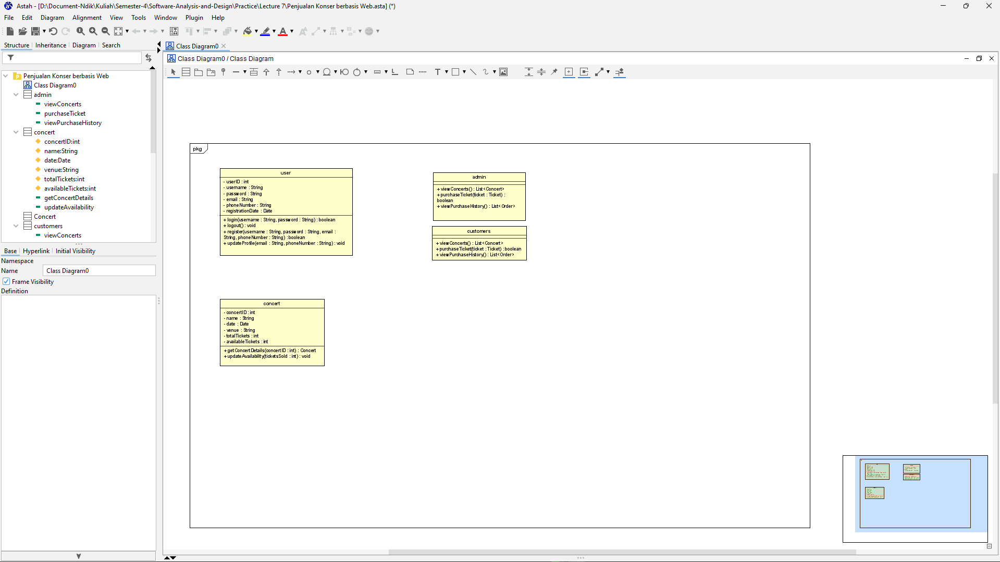 Astah - [D:\Document-Ndik\Kuliah\Semester-4\Software-Analysis-and-Design\Practice\Lecture 7\Penjualan Konser berbasis Web.asta] (*)
File Edit Diagram Alignment View Tools Window Plugin Help
Structure Inheritance Diagram Search
Penjualan Konser berbasis Web
Class Diagram0
admin
viewConcerts
purchaseTicket
viewPurchaseHistory
concert
concertID:int
name:String
date:Date
venue:String
totalTickets:int
availableTickets:int
getConcertDetails
updateAvailability
Concert
customers
viewConcerts
Base Hyperlink Initial Visibility
Namespace
Name Class Diagram0
Frame Visibility
Definition
Class Diagram0
Class Diagram0 / Class Diagram
pkg
user
- userID : int
- username : String
- password : String
- email : String
- phoneNumber : String
- registrationDate : Date
+ login(username : String, password : String) : boolean
+ logout() : void
+ register(username : String, password : String, email :
String, phoneNumber : String) : boolean
+ updateProfile(email : String, phoneNumber : String) : void
admin
+ viewConcerts() : List<Concert>
+ purchaseTicket(ticket : Ticket) :
boolean
+ viewPurchaseHistory() : List<Order>
customers
+ viewConcerts() : List<Concert>
+ purchaseTicket(ticket : Ticket) : boolean
+ viewPurchaseHistory() : List<Order>
concert
- concertID : int
- name : String
- date : Date
- venue : String
- totalTickets : int
- availableTickets : int
+ getConcertDetails(concertID : int) : Concert
+ updateAvailability(ticketsSold : int) : void